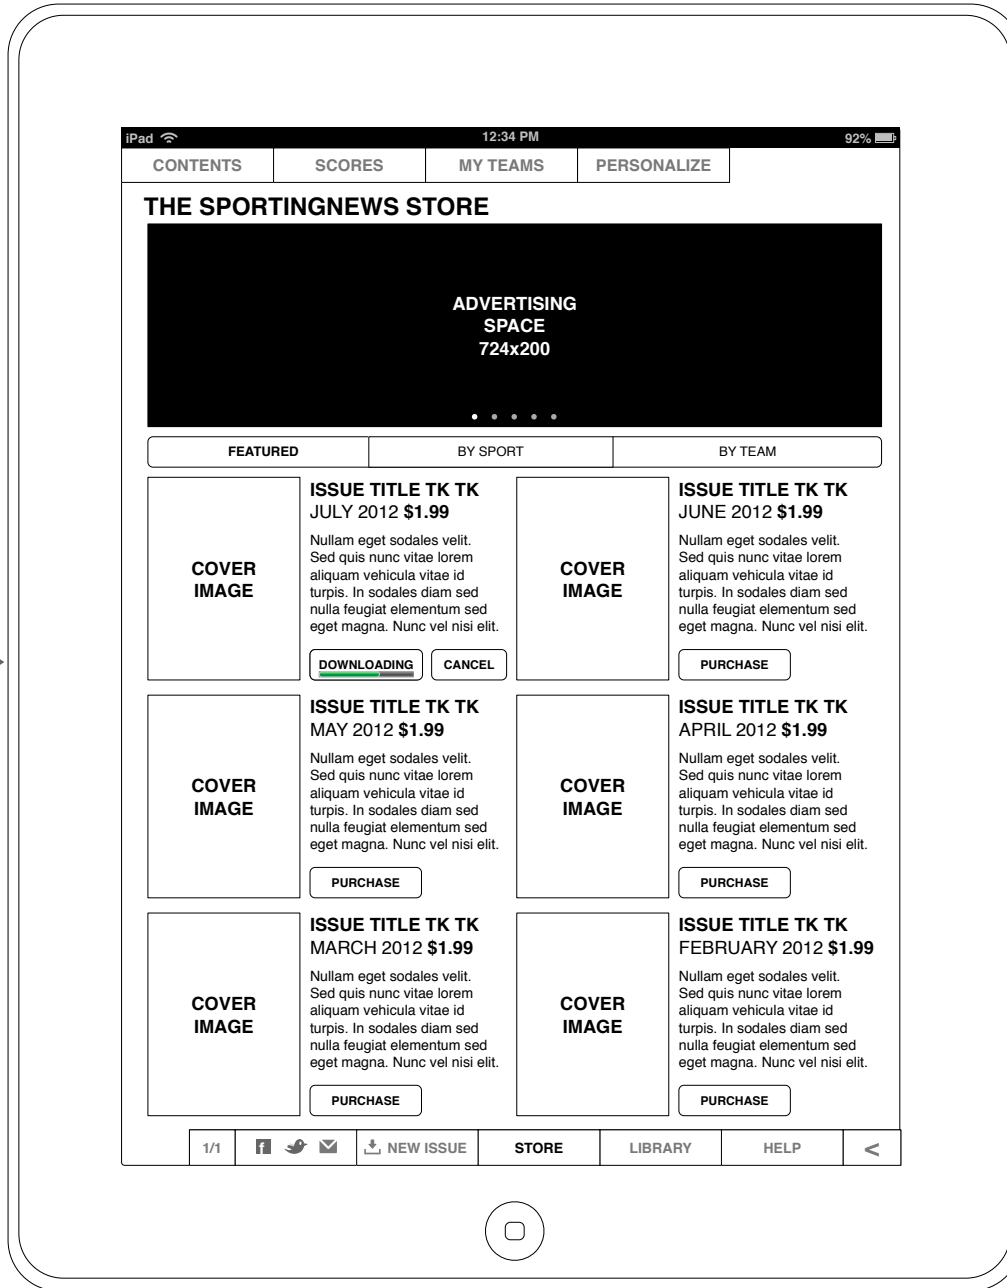 iPad 12:34 PM 92%
CONTENTS SCORES MY TEAMS PERSONALIZE
THE SPORTINGNEWS STORE
ADVERTISING
SPACE
724x200
FEATURED BY SPORT BY TEAM
COVER
IMAGE
ISSUE TITLE TK TK
JULY 2012 $1.99
Nullam eget sodales velit.
Sed quis nunc vitae lorem
aliquam vehicula vitae id
turpis. In sodales diam sed
nulla feugiat elementum sed
eget magna. Nunc vel nisi elit.
DOWNLOADING CANCEL
COVER
IMAGE
ISSUE TITLE TK TK
JUNE 2012 $1.99
Nullam eget sodales velit.
Sed quis nunc vitae lorem
aliquam vehicula vitae id
turpis. In sodales diam sed
nulla feugiat elementum sed
eget magna. Nunc vel nisi elit.
PURCHASE
COVER
IMAGE
ISSUE TITLE TK TK
MAY 2012 $1.99
Nullam eget sodales velit.
Sed quis nunc vitae lorem
aliquam vehicula vitae id
turpis. In sodales diam sed
nulla feugiat elementum sed
eget magna. Nunc vel nisi elit.
PURCHASE
COVER
IMAGE
ISSUE TITLE TK TK
APRIL 2012 $1.99
Nullam eget sodales velit.
Sed quis nunc vitae lorem
aliquam vehicula vitae id
turpis. In sodales diam sed
nulla feugiat elementum sed
eget magna. Nunc vel nisi elit.
PURCHASE
COVER
IMAGE
ISSUE TITLE TK TK
MARCH 2012 $1.99
Nullam eget sodales velit.
Sed quis nunc vitae lorem
aliquam vehicula vitae id
turpis. In sodales diam sed
nulla feugiat elementum sed
eget magna. Nunc vel nisi elit.
PURCHASE
COVER
IMAGE
ISSUE TITLE TK TK
FEBRUARY 2012 $1.99
Nullam eget sodales velit.
Sed quis nunc vitae lorem
aliquam vehicula vitae id
turpis. In sodales diam sed
nulla feugiat elementum sed
eget magna. Nunc vel nisi elit.
PURCHASE
1/1 f NEW ISSUE STORE LIBRARY HELP <